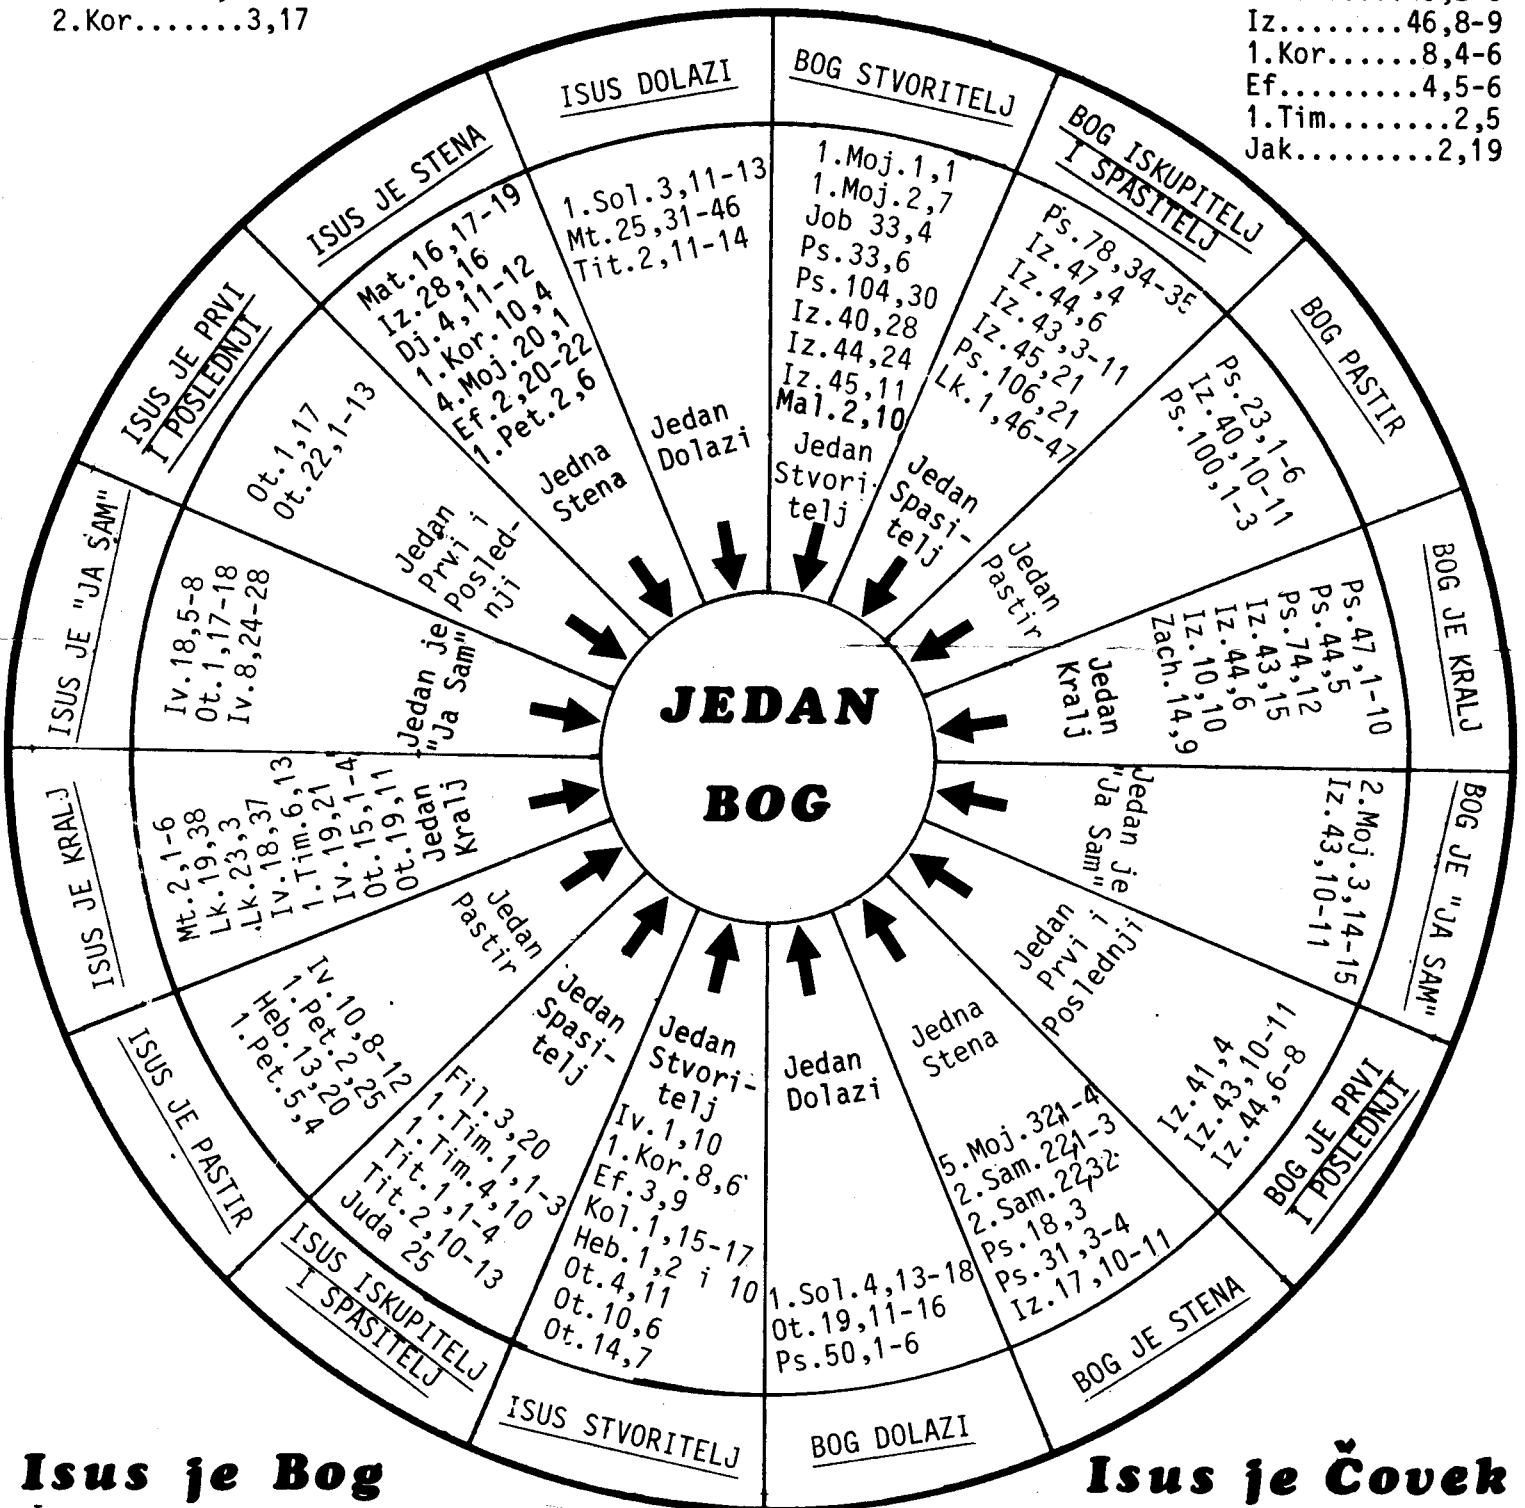 2.Kor.......3,17
Iz........46,8-9
1.Kor......8,4-6
Ef.........4,5-6
1.Tim........2,5
Jak.........2,19
BOG STVORITELJ
1.Moj.1,1
1.Moj.2,7
Job 33,4
Ps.33,6
Ps.104,30
Iz.40,28
Iz.44,24
Iz.45,11
Mal.2,10
Jedan
Stvori-
telj
BOG ISKUPITELJ
I SPASITELJ
Ps.78,34-35
Iz.47,4
Iz.44,6
Iz.43,3-11
Iz.45,21
Ps.106,21
Lk.1,46-47
Jedan
Spasi-
telj
BOG PASTIR
Ps.23,1-6
Iz.40,10-11
Ps.100,1-3
Jedan
Pastir
BOG JE KRALJ
Ps.47,1-10
Ps.44,5
Ps.74,12
Iz.43,15
Iz.44,6
Iz.10,10
Zach.14,9
Jedan
Kralj
BOG JE "JA SAM"
2.Moj.3,14-15
Iz.43,10-11
Jedan je
"Ja Sam"
BOG JE PRVI
I POSLEDNJI
Iz.41,4
Iz.43,10-11
Iz.44,6-8
Jedan
Prvi i
Poslednji
BOG JE STENA
Jedna
Stena
5.Moj.32,1-4
2.Sam.22,1-3
2.Sam.22,32
Ps.18,3
Ps.31,3-4
Iz.17,10-11
BOG DOLAZI
Jedan
Dolazi
1.Sol.4,13-18
Ot.19,11-16
Ps.50,1-6
ISUS STVORITELJ
Jedan
Stvori-
telj
Iv.1,10
1.Kor.8,6
Ef.3,9
Kol.1,15-17
Heb.1,2 i 10
Ot.4,11
Ot.10,6
Ot.14,7
ISUS ISKUPITELJ
I SPASITELJ
Jedan
Spasi-
telj
Fil.3,20
1.Tim.1,1-3
1.Tim.4,10
Tit.1,1-4
Tit.2,10-13
Juda 25
ISUS JE PASTIR
Jedan
Pastir
Iv.10,8-12
1.Pet.2,25
Heb.13,20
1.Pet.5,4
ISUS JE KRALJ
Mt.2,1-6
Lk.19,38
Lk.23,3
Iv.18,37
1.Tim.6,13
Iv.19,21
Ot.15,1-4
Ot.19,11
Jedan
Kralj
ISUS JE "JA SAM"
Iv.18,5-8
Ot.1,17-18
Iv.8,24-28
Jedan je
"Ja Sam"
ISUS JE PRVI
I POSLEDNJI
Ot.1,17
Ot.22,1-13
Jedan
Prvi i
Posled-
nji
ISUS JE STENA
Mat.16,17-19
Iz.28,16
Dj.4,11-12
1.Kor.10,4
4.Moj.20,1
Ef.2,20-22
1.Pet.2,6
Jedna
Stena
ISUS DOLAZI
1.Sol.3,11-13
Mt.25,31-46
Tit.2,11-14
Jedan
Dolazi
JEDAN
BOG
Isus je Bog
Isus je Čovek